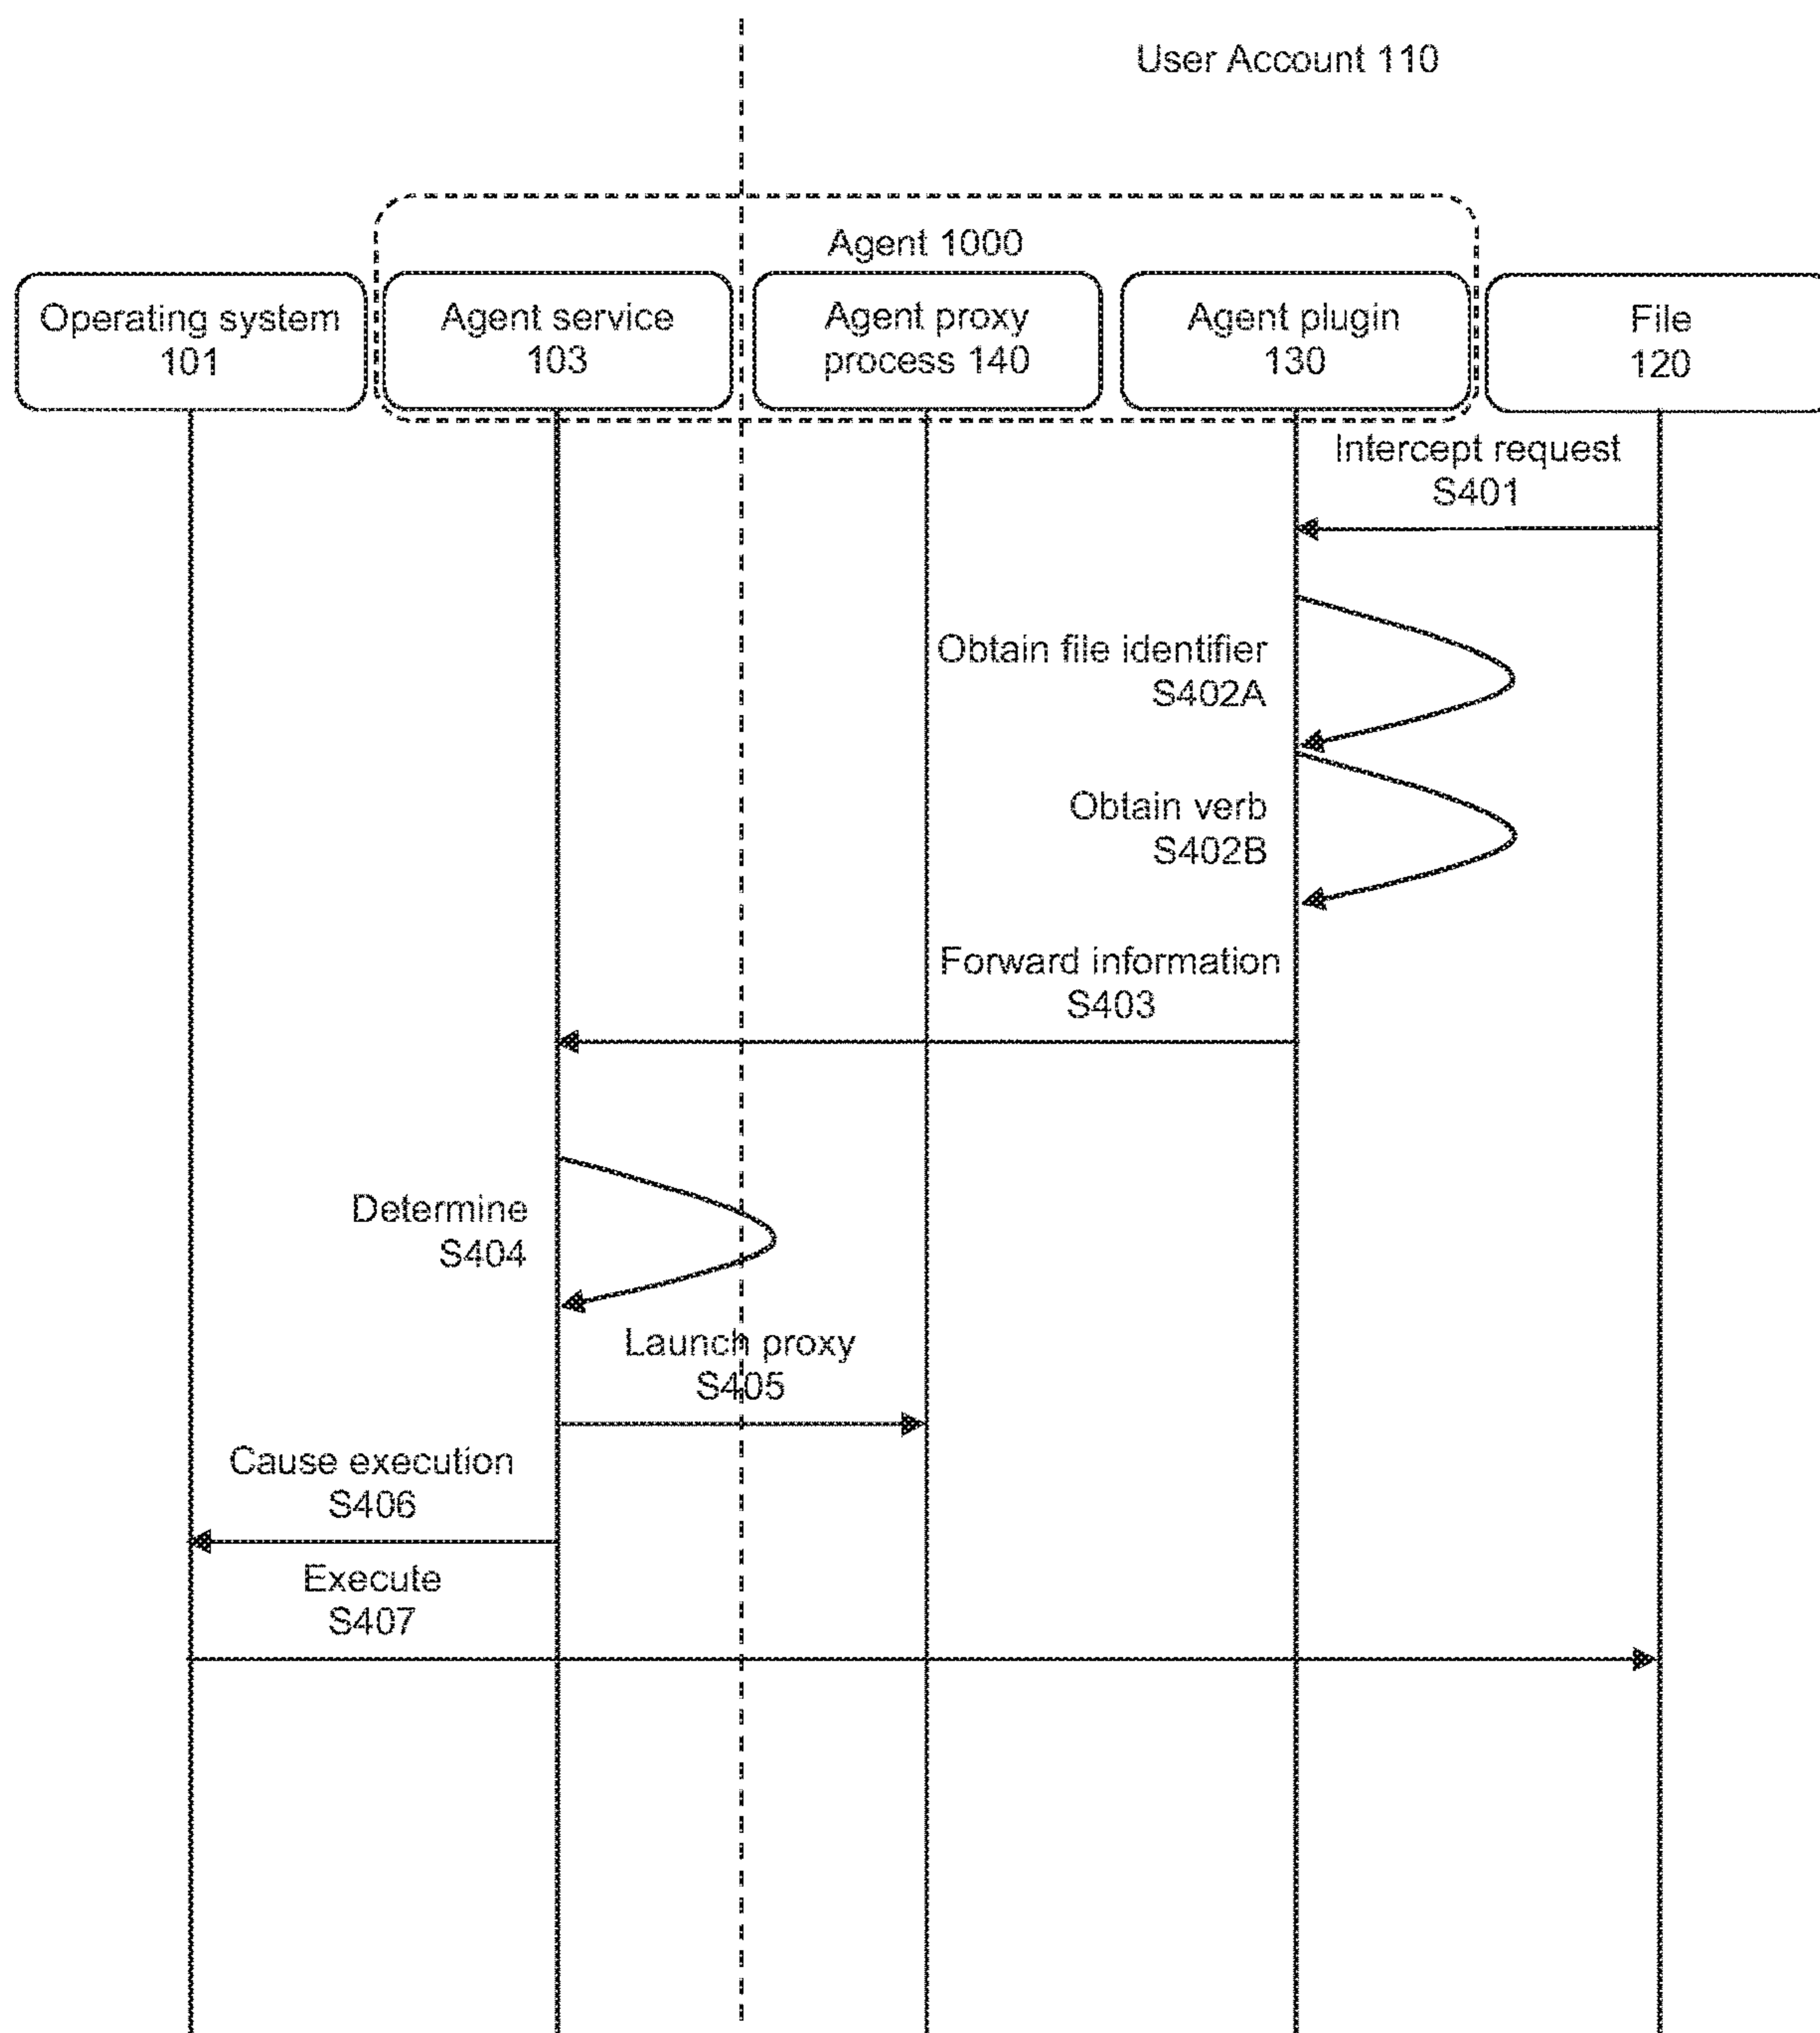 User Account 110
Agent 1000
Operating system
101
Agent service
103
Agent proxy
process 140
Agent plugin
130
File
120
Intercept request
S401
Obtain file identifier
S402A
Obtain verb
S402B
Forward information
S403
Determine
S404
Launch proxy
S405
Cause execution
S406
Execute
S407